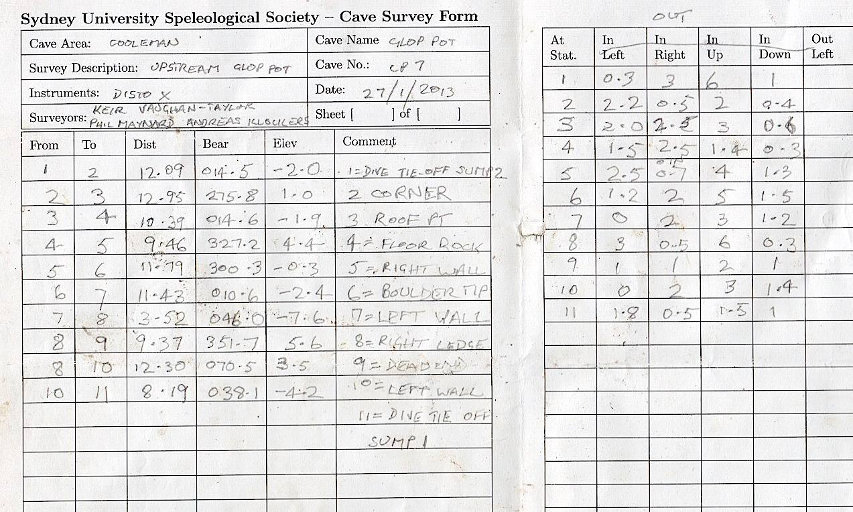 Sydney University Speleological Society – Cave Survey Form
Cave Area: COOLEMAN
Cave Name GLOP POT
Survey Description: UPSTREAM GLOP POT
Cave No.: CP7
Instruments: DISTO X
Date: 27/1/2013
Surveyors: KEIR VAUGHAN-TAYLOR
PHIL MAYNARD ANDREAS KLOCKERS
Sheet [ ] of [ ]
From To Dist Bear Elev Comment
1 2 12.09 014.5 -2.0 1=DIVE TIE-OFF SUMP2
2 3 12.95 275.8 1.0 2 CORNER
3 4 10.39 014.6 -1.9 3 ROOF PT
4 5 9.46 327.2 4.4 4= FLOOR ROCK
5 6 11.79 300.3 -0.3 5= RIGHT WALL
6 7 11.43 010.6 -2.4 6= BOULDER TIP
7 8 3.52 046.0 -7.6 7=LEFT WALL
8 9 9.37 351.7 5.6 8=RIGHT LEDGE
8 10 12.30 070.5 3.5 9=DEADEND
10 11 8.19 038.1 -4.2 10=LEFT WALL
11= DIVE TIE OFF
SUMP 1
OUT
At Stat. In Left In Right In Up In Down Out Left
1 0.3 3 6 1
2 2.2 0.5 2 0.4
3 2.0 2.5 3 0.6
4 1.5 2.5 1.4 0.3
5 2.5 0.7 4 1.3
6 1.2 2 5 1.5
7 0 2 3 1.2
8 3 0.5 6 0.3
9 1 1 2 1
10 0 2 3 1.4
11 1.8 0.5 1.5 1